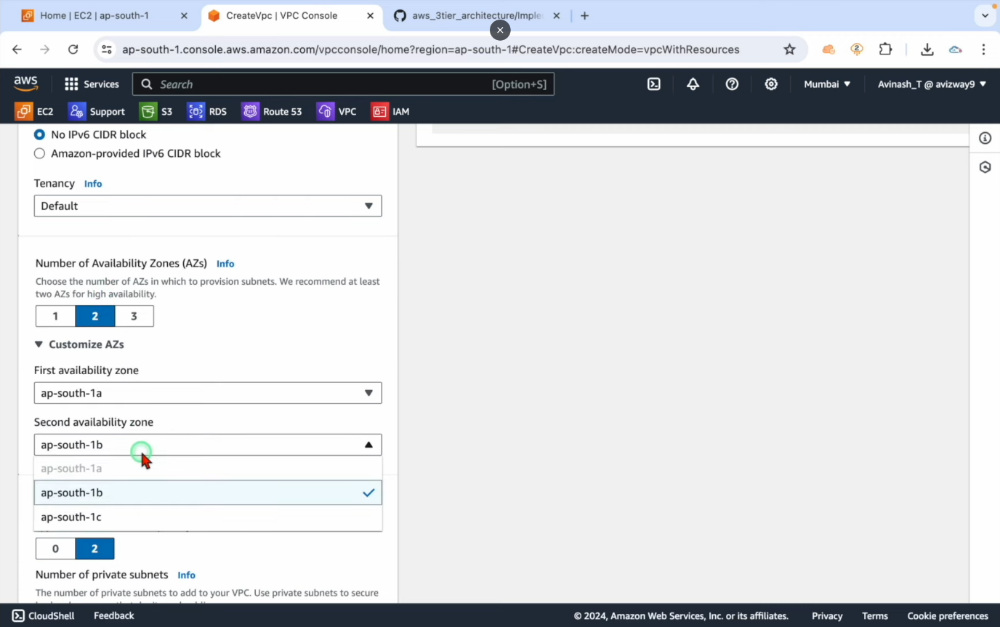 Home | EC2 | ap-south-1
CreateVpc | VPC Console
aws_3tier_architecture/Imple
ap-south-1.console.aws.amazon.com/vpcconsole/home?region=ap-south-1#CreateVpc:createMode=vpcWithResources
aws
Services
Search
[Option+S]
Mumbai
Avinash_T @ avizway9
EC2
Support
S3
RDS
Route 53
VPC
IAM
No IPv6 CIDR block
Amazon-provided IPv6 CIDR block
Tenancy Info
Default
Number of Availability Zones (AZs) Info
Choose the number of AZs in which to provision subnets. We recommend at least
two AZs for high availability.
1 2 3
Customize AZs
First availability zone
ap-south-1a
Second availability zone
ap-south-1b
ap-south-1a
ap-south-1b
ap-south-1c
0 2
Number of private subnets Info
The number of private subnets to add to your VPC. Use private subnets to secure
CloudShell
Feedback
© 2024, Amazon Web Services, Inc. or its affiliates.
Privacy
Terms
Cookie preferences